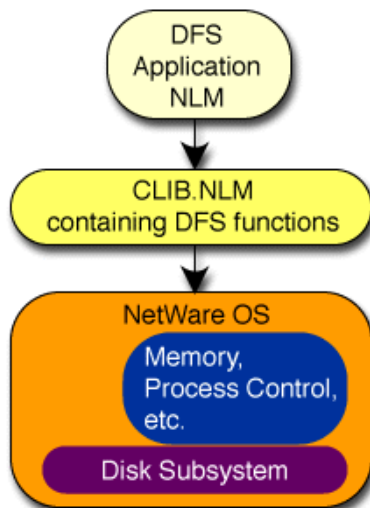 DFS
Application
NLM
CLIB.NLM
containing DFS functions
NetWare OS
Memory,
Process Control,
etc.
Disk Subsystem